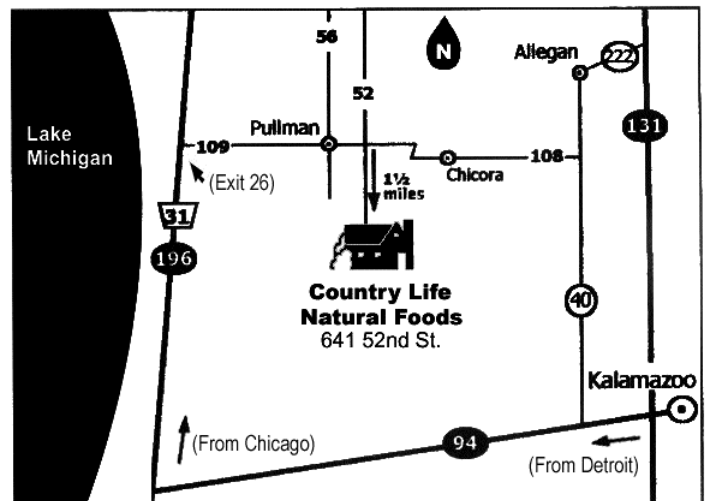 56
N
Allegan
222
52
Lake
Michigan
Pullman
131
109
108
Chicora
(Exit 26)
1½
miles
31
196
Country Life
Natural Foods
641 52nd St.
40
Kalamazoo
(From Chicago)
94
(From Detroit)